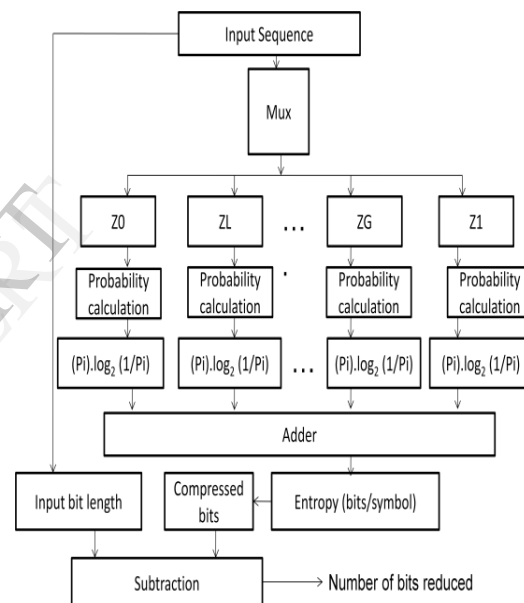 Input Sequence
Mux
Z0 ZL ... ZG Z1
Probability calculation Probability calculation . Probability calculation Probability calculation
(Pi).log₂ (1/Pi) (Pi).log₂ (1/Pi) ... (Pi).log₂ (1/Pi) (Pi).log₂ (1/Pi)
Adder
Input bit length
Compressed bits
Entropy (bits/symbol)
Subtraction
Number of bits reduced